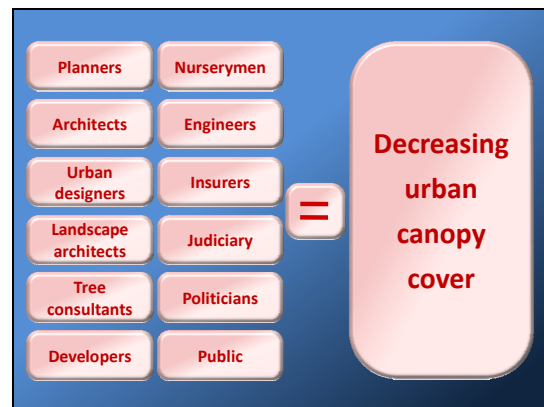 Planners
Nurserymen
Architects
Engineers
Urban
designers
Insurers
Landscape
architects
Judiciary
Tree
consultants
Politicians
Developers
Public
=
Decreasing
urban
canopy
cover